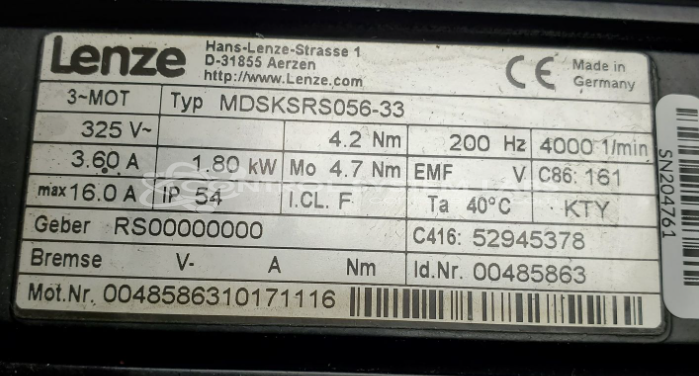 Lenze
Hans-Lenze-Strasse 1
D-31855 Aerzen
http://www.Lenze.com
CE
Made in
Germany
3~MOT Typ MDSKSRS056-33
325 V~ 4.2 Nm 200 Hz 4000 1/min
3.60 A 1.80 kW Mo 4.7 Nm EMF V C86: 161
max 16.0 A IP 54 I.CL. F Ta 40°C KTY
Geber RS00000000 C416: 52945378
Bremse V- A Nm Id.Nr. 00485863
Mot.Nr. 0048586310171116
SN204761